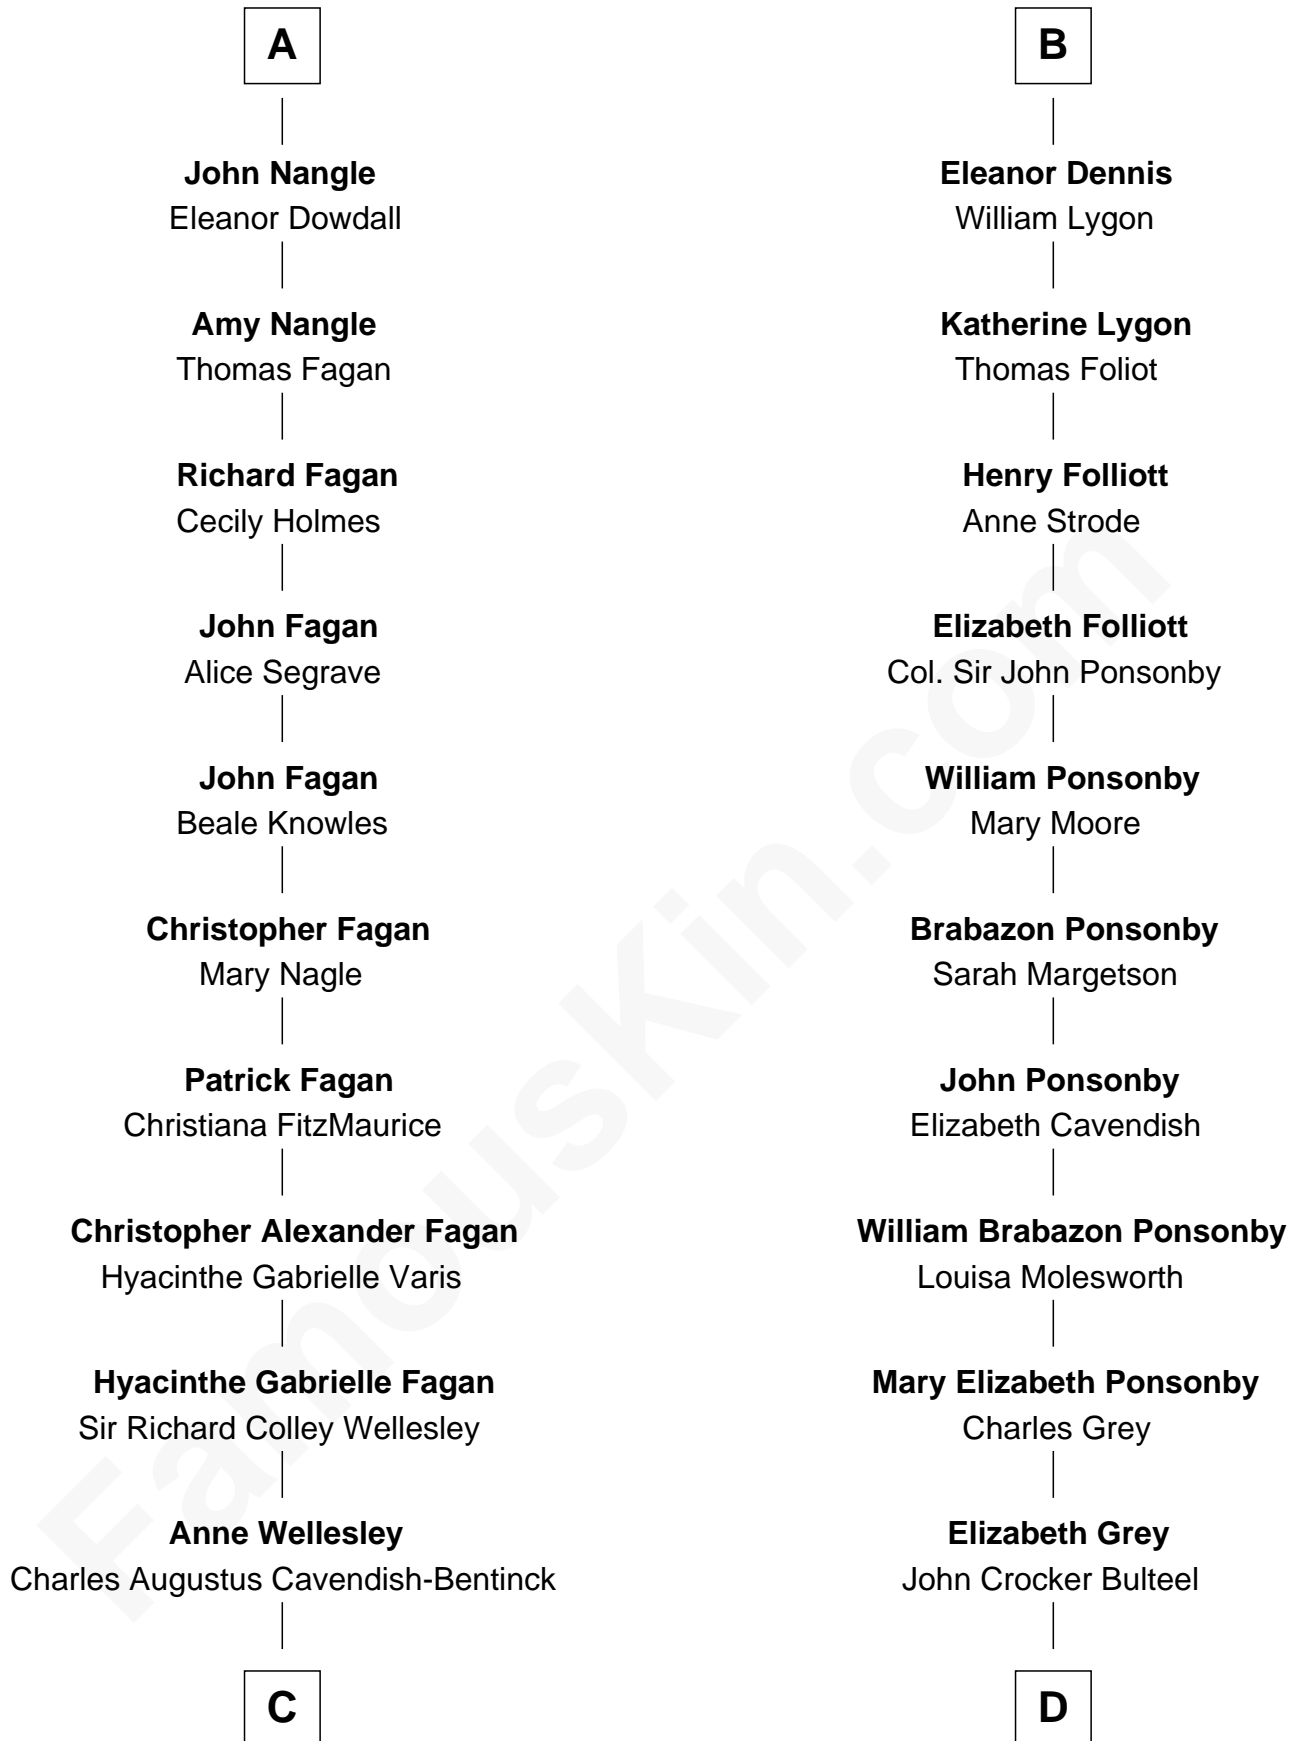 A
John Nangle
Eleanor Dowdall
Amy Nangle
Thomas Fagan
Richard Fagan
Cecily Holmes
John Fagan
Alice Segrave
John Fagan
Beale Knowles
Christopher Fagan
Mary Nagle
Patrick Fagan
Christiana FitzMaurice
Christopher Alexander Fagan
Hyacinthe Gabrielle Varis
Hyacinthe Gabrielle Fagan
Sir Richard Colley Wellesley
Anne Wellesley
Charles Augustus Cavendish-Bentinck
C
B
Eleanor Dennis
William Lygon
Katherine Lygon
Thomas Foliot
Henry Folliott
Anne Strode
Elizabeth Folliott
Col. Sir John Ponsonby
William Ponsonby
Mary Moore
Brabazon Ponsonby
Sarah Margetson
John Ponsonby
Elizabeth Cavendish
William Brabazon Ponsonby
Louisa Molesworth
Mary Elizabeth Ponsonby
Charles Grey
Elizabeth Grey
John Crocker Bulteel
D
FamousKin.com